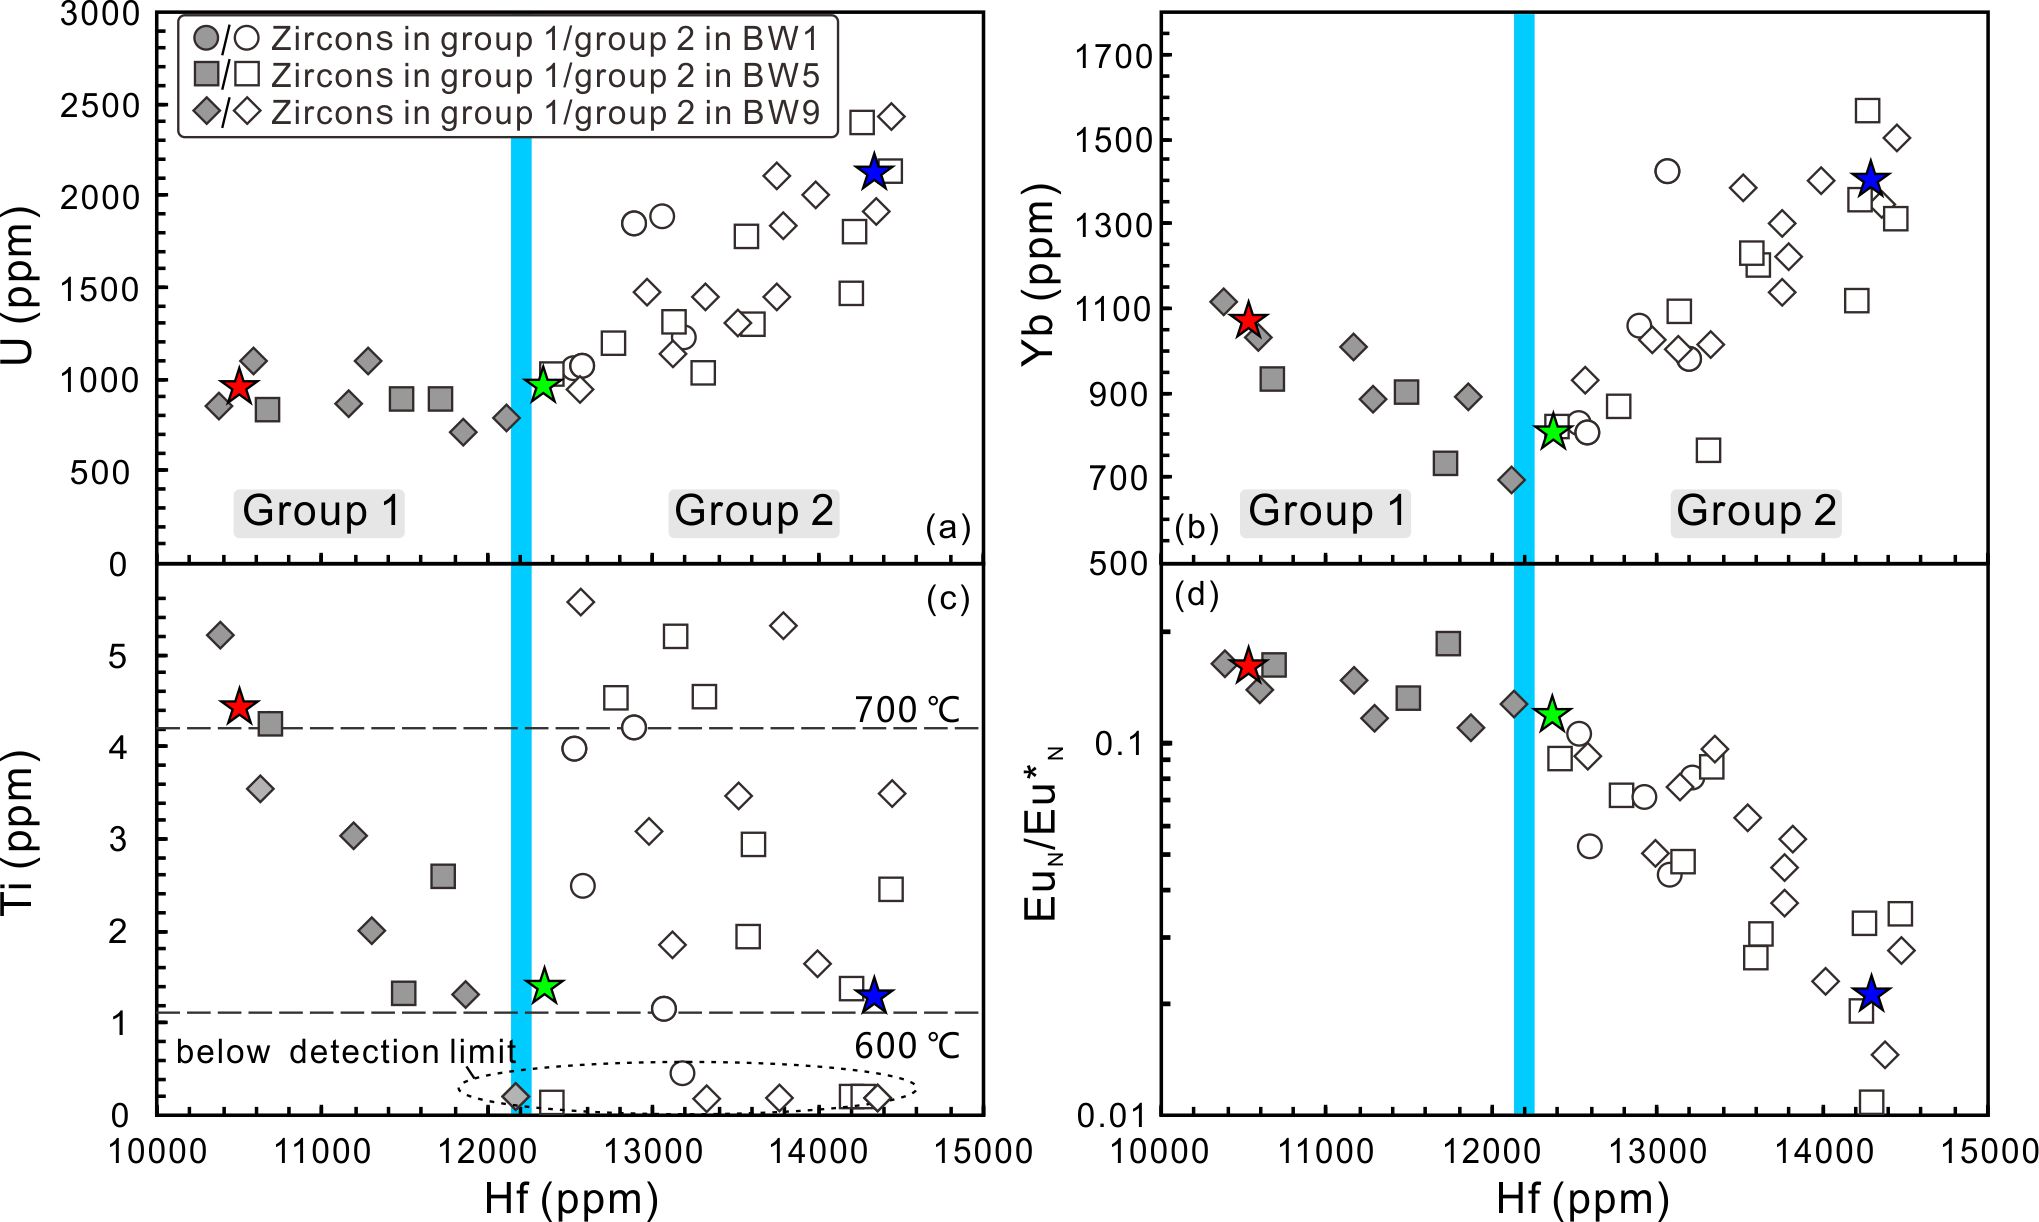 3000
2500
2000
1500
1000
500
0
U (ppm)
●/○ Zircons in group 1/group 2 in BW1
■/□ Zircons in group 1/group 2 in BW5
◆/◇ Zircons in group 1/group 2 in BW9
Group 1
Group 2
(a)
1700
1500
1300
1100
900
700
500
Yb (ppm)
Group 1
Group 2
(b)
5
4
3
2
1
0
Ti (ppm)
(c)
700 ℃
600 ℃
below detection limit
10000 11000 12000 13000 14000 15000
Hf (ppm)
(d)
0.1
0.01
Eu_N/Eu*_N
10000 11000 12000 13000 14000 15000
Hf (ppm)